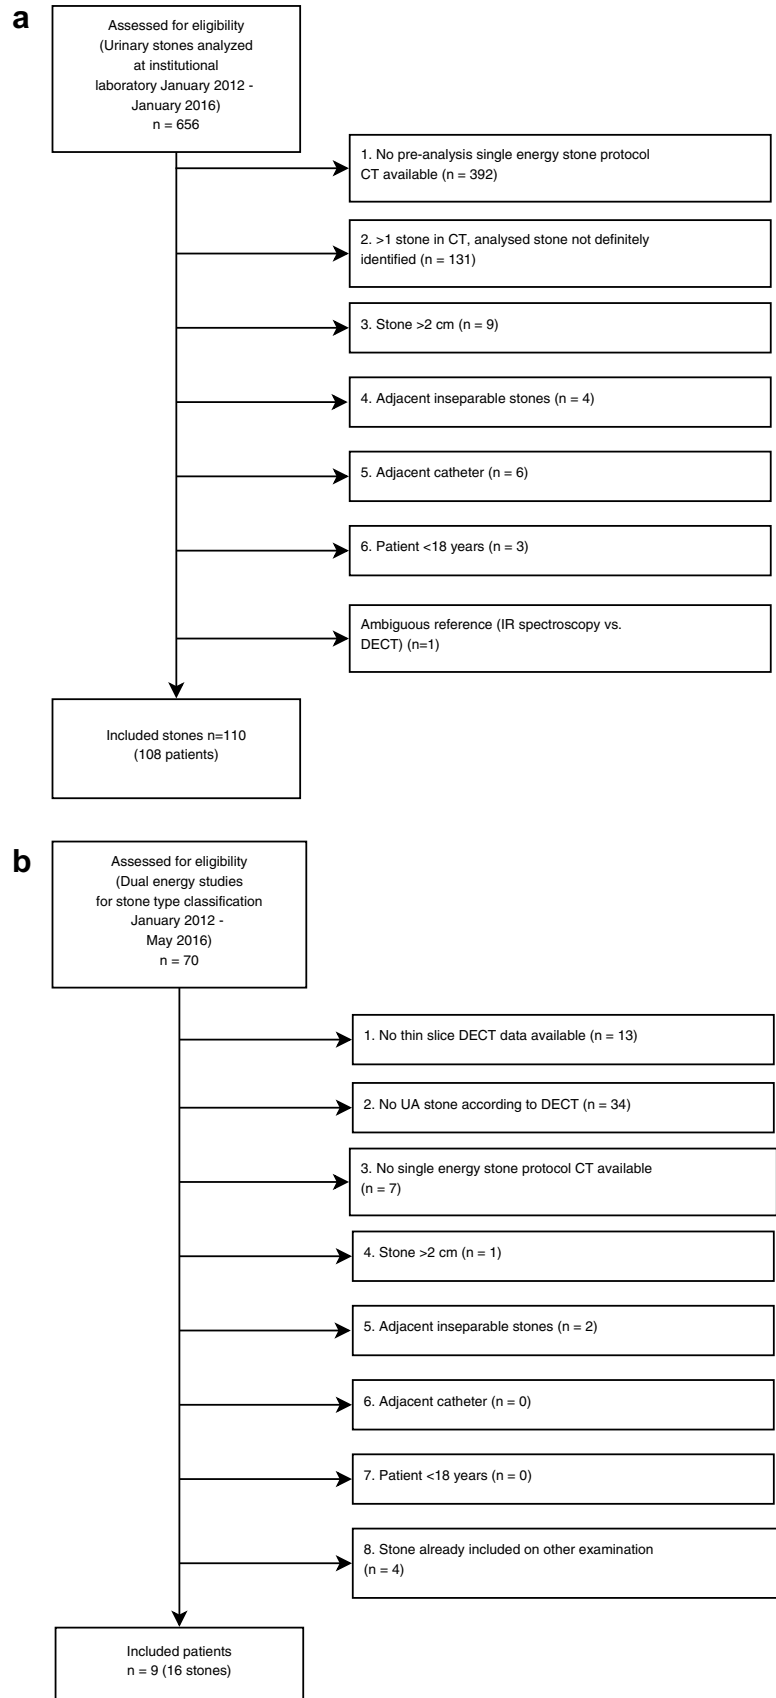 a
Assessed for eligibility
(Urinary stones analyzed
at institutional
laboratory January 2012 -
January 2016)
n = 656
1. No pre-analysis single energy stone protocol
CT available (n = 392)
2. >1 stone in CT, analysed stone not definitely
identified (n = 131)
3. Stone >2 cm (n = 9)
4. Adjacent inseparable stones (n = 4)
5. Adjacent catheter (n = 6)
6. Patient <18 years (n = 3)
Ambiguous reference (IR spectroscopy vs.
DECT) (n=1)
Included stones n=110
(108 patients)
b
Assessed for eligibility
(Dual energy studies
for stone type classification
January 2012 -
May 2016)
n = 70
1. No thin slice DECT data available (n = 13)
2. No UA stone according to DECT (n = 34)
3. No single energy stone protocol CT available
(n = 7)
4. Stone >2 cm (n = 1)
5. Adjacent inseparable stones (n = 2)
6. Adjacent catheter (n = 0)
7. Patient <18 years (n = 0)
8. Stone already included on other examination
(n = 4)
Included patients
n = 9 (16 stones)